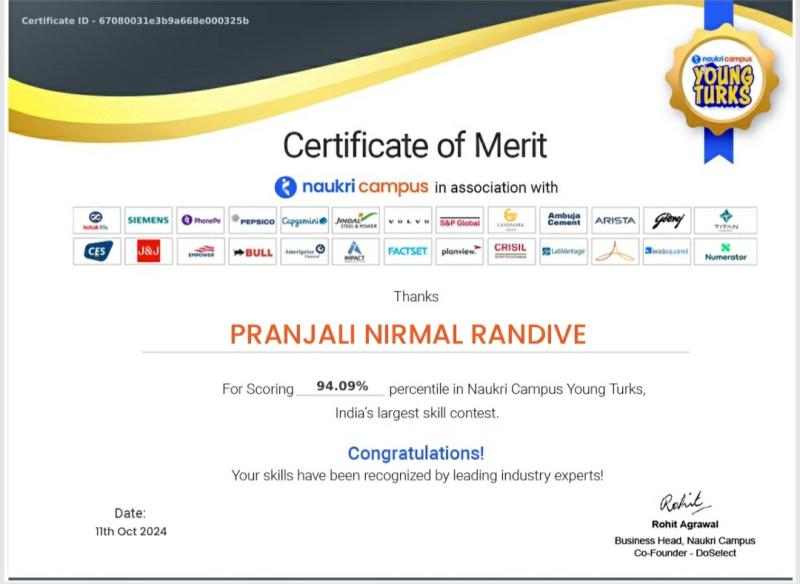 Certificate ID - 67080031e3b9a668e000325b
naukri campus
YOUNG
TURKS
Certificate of Merit
naukri campus in association with
kotak life SIEMENS PhonePe PEPSICO Capgemini JINDAL STEEL & POWER VOLVO S&P Global LANDMARK GROUP Ambuja Cement ARISTA Godrej TITAN
CES J&J EMPOWER BULL Ameriprise Financial IMPACT ANALYTICS FACTSET planview CRISIL LabVantage leadsquared Numerator
Thanks
PRANJALI NIRMAL RANDIVE
For Scoring 94.09% percentile in Naukri Campus Young Turks,
India's largest skill contest.
Congratulations!
Your skills have been recognized by leading industry experts!
Date:
11th Oct 2024
Rohit
Rohit Agrawal
Business Head, Naukri Campus
Co-Founder - DoSelect